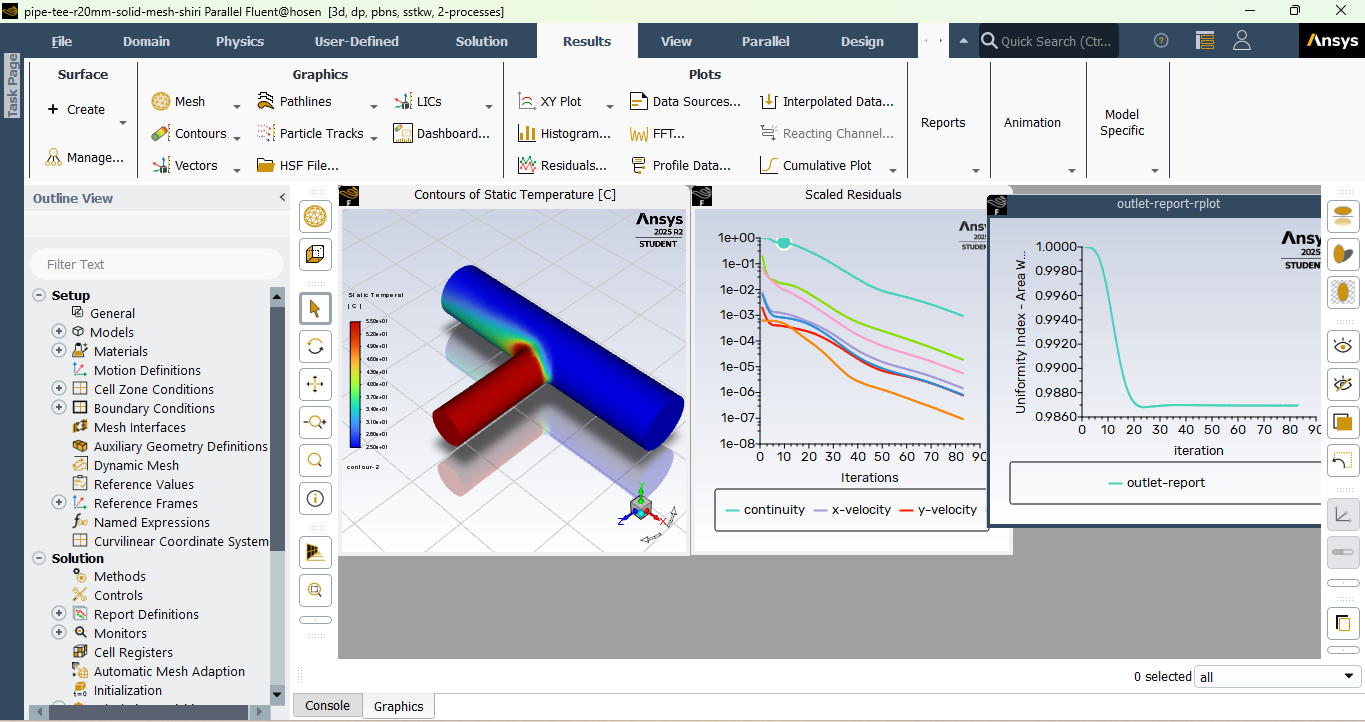 pipe-tee-r20mm-solid-mesh-shiri Parallel Fluent@hosen [3d, dp, pbns, sstkw, 2-processes]
File Domain Physics User-Defined Solution Results View Parallel Design Quick Search (Ctr... Ansys
Task Page
Surface
Create
Manage...
Graphics
Mesh Pathlines LICs
Contours Particle Tracks Dashboard...
Vectors HSF File...
Plots
XY Plot Data Sources... Interpolated Data...
Histogram... FFT... Reacting Channel...
Residuals... Profile Data... Cumulative Plot
Reports
Animation
Model
Specific
Outline View
Filter Text
Setup
General
Models
Materials
Motion Definitions
Cell Zone Conditions
Boundary Conditions
Mesh Interfaces
Auxiliary Geometry Definitions
Dynamic Mesh
Reference Values
Reference Frames
Named Expressions
Curvilinear Coordinate System
Solution
Methods
Controls
Report Definitions
Monitors
Cell Registers
Automatic Mesh Adaption
Initialization
Contours of Static Temperature [C]
Ansys
2025 R2
STUDENT
Static Temperat
[ C ]
5.50e+01
5.20e+01
4.90e+01
4.60e+01
4.30e+01
4.00e+01
3.70e+01
3.40e+01
3.10e+01
2.80e+01
2.50e+01
contour-2
Y
Z
X
Scaled Residuals
Ans
202
STUDEN
1e+00
1e-01
1e-02
1e-03
1e-04
1e-05
1e-06
1e-07
1e-08
0 10 20 30 40 50 60 70 80 90
Iterations
continuity x-velocity y-velocity
outlet-report-rplot
Ansy
2025
STUDEN
Uniformity Index - Area W...
1.0000
0.9980
0.9960
0.9940
0.9920
0.9900
0.9880
0.9860
0 10 20 30 40 50 60 70 80 90
iteration
outlet-report
0 selected all
Console Graphics